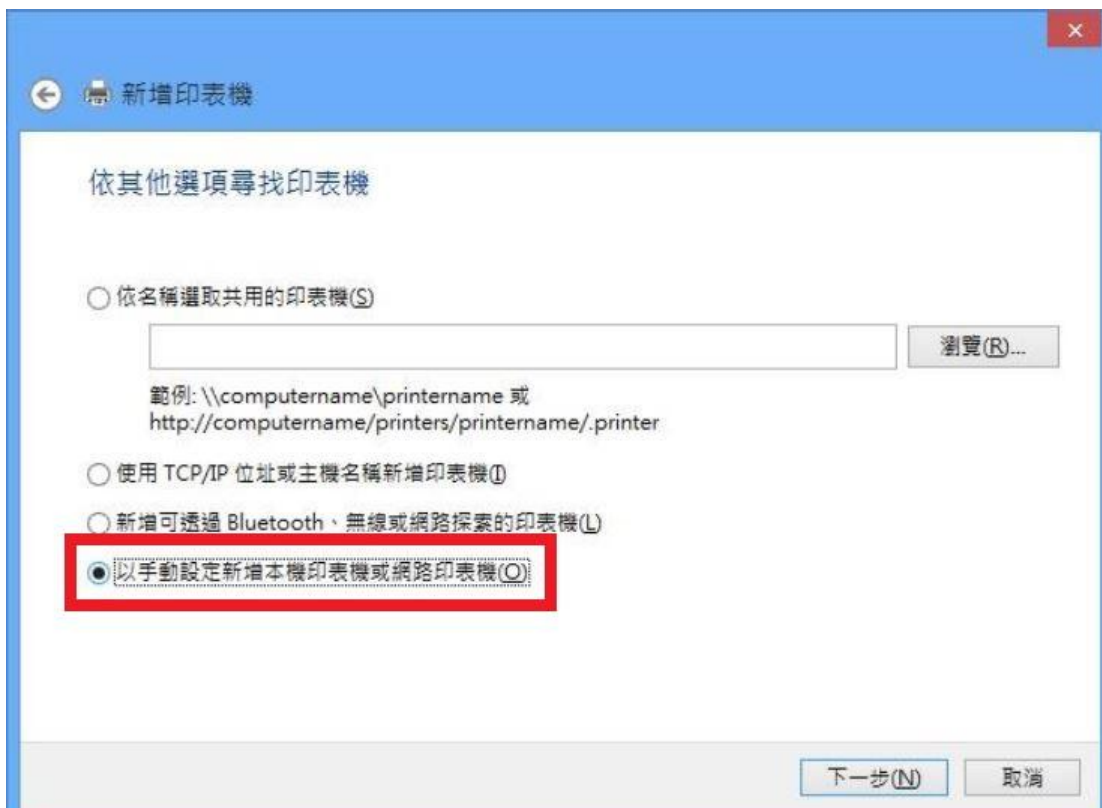 新增印表機
依其他選項尋找印表機
依名稱選取共用的印表機(S)
瀏覽(R)...
範例: \\computername\printername 或
http://computername/printers/printername/.printer
使用 TCP/IP 位址或主機名稱新增印表機(I)
新增可透過 Bluetooth、無線或網路探索的印表機(L)
以手動設定新增本機印表機或網路印表機(O)
下一步(N) 取消